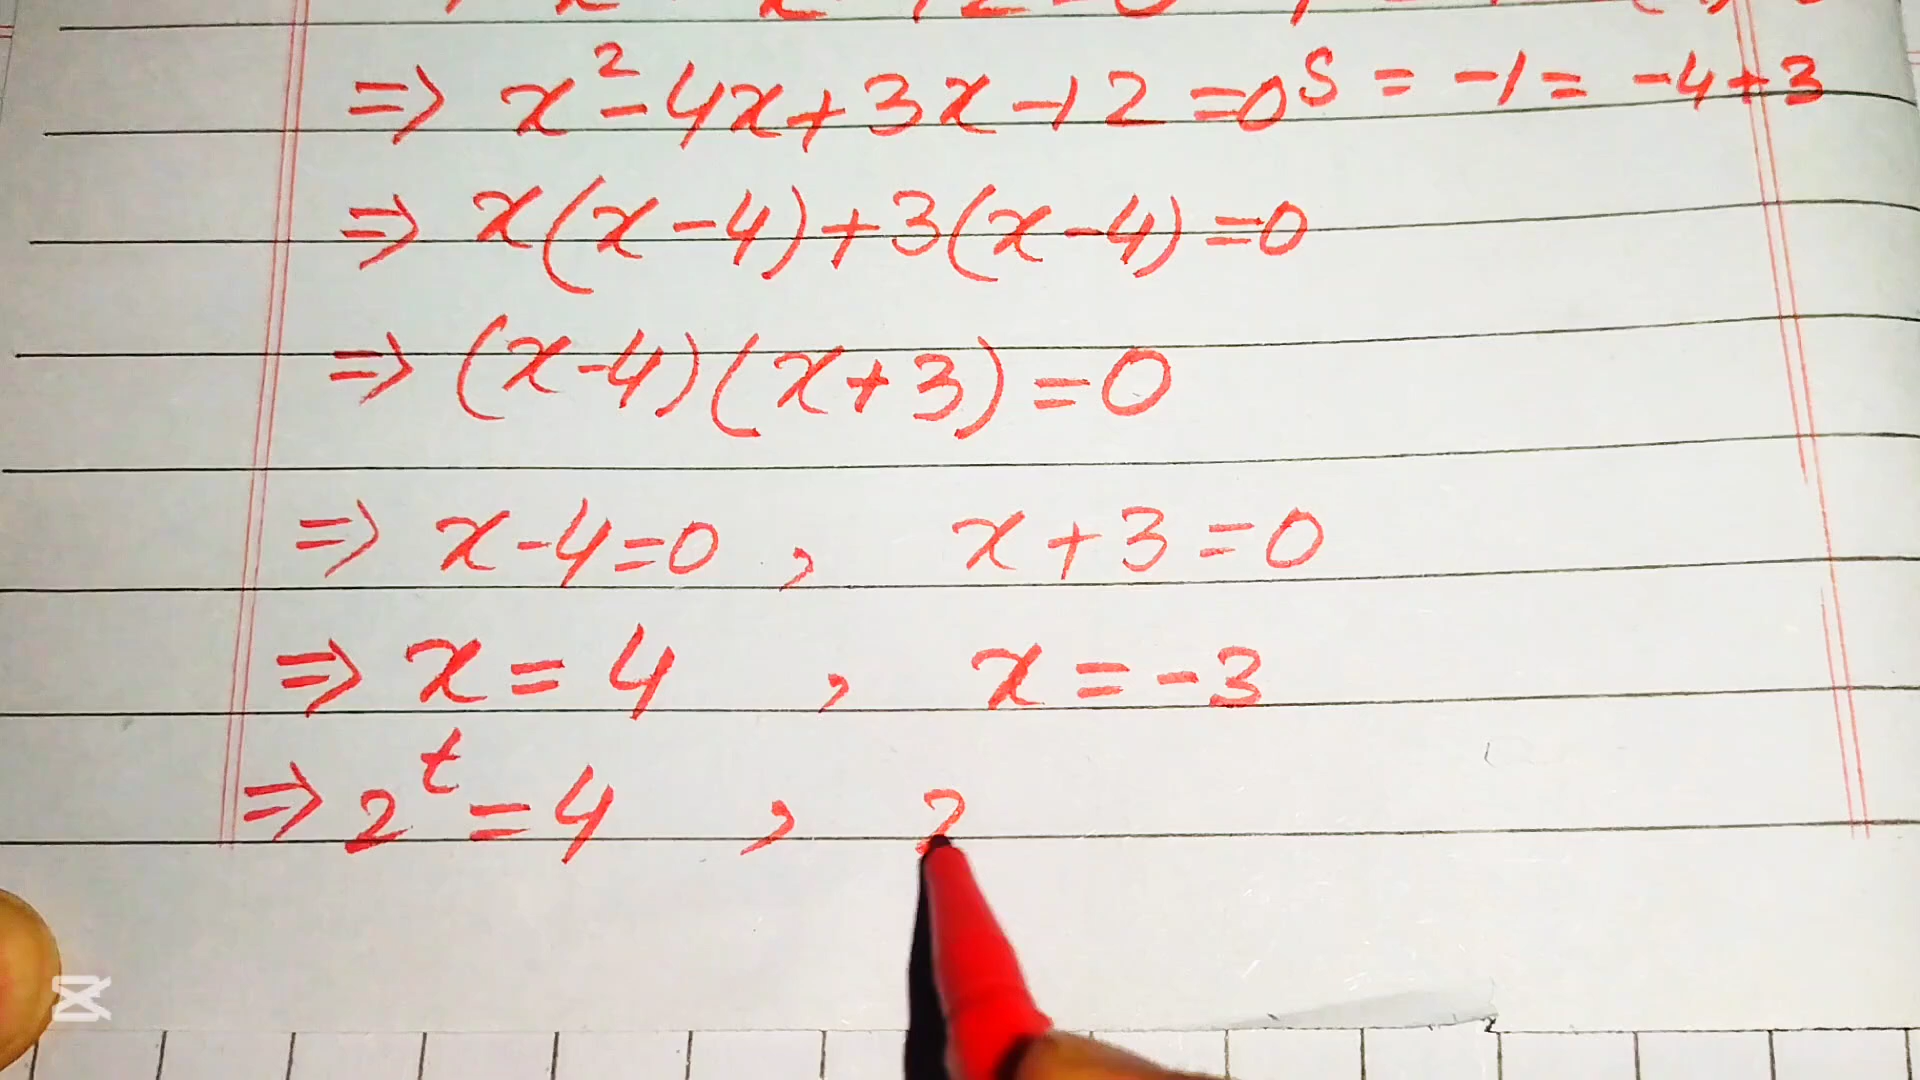 ⇒ x² - 4x + 3x - 12 = 0 S = -1 = -4 + 3
⇒ x(x-4) + 3(x-4) = 0
⇒ (x-4)(x+3) = 0
⇒ x-4=0 , x+3=0
⇒ x = 4 , x = -3
⇒ 2ᵗ = 4 , 2